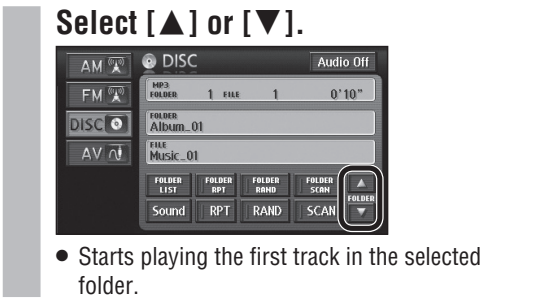 Select [▲] or [▼].
AM DISC Audio Off
FM MP3 FOLDER 1 FILE 1 0'10"
DISC FOLDER Album_01
AV FILE Music_01
FOLDER LIST FOLDER RPT FOLDER RAND FOLDER SCAN ▲
FOLDER
Sound RPT RAND SCAN ▼
● Starts playing the first track in the selected
folder.